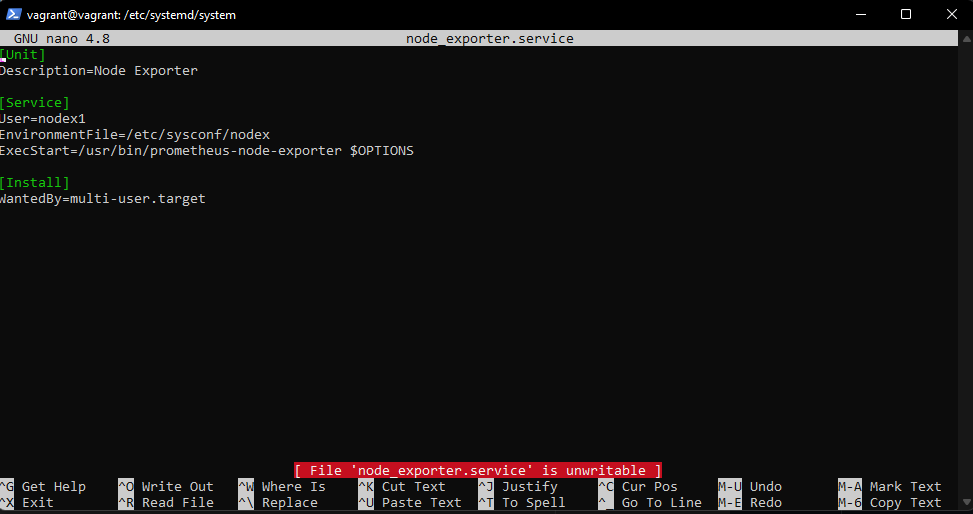 vagrant@vagrant: /etc/systemd/system
GNU nano 4.8 node_exporter.service
[Unit]
Description=Node Exporter
[Service]
User=nodex1
EnvironmentFile=/etc/sysconf/nodex
ExecStart=/usr/bin/prometheus-node-exporter $OPTIONS
[Install]
WantedBy=multi-user.target
[ File 'node_exporter.service' is unwritable ]
^G Get Help ^O Write Out ^W Where Is ^K Cut Text ^J Justify ^C Cur Pos M-U Undo M-A Mark Text
^X Exit ^R Read File ^\ Replace ^U Paste Text ^T To Spell ^_ Go To Line M-E Redo M-6 Copy Text